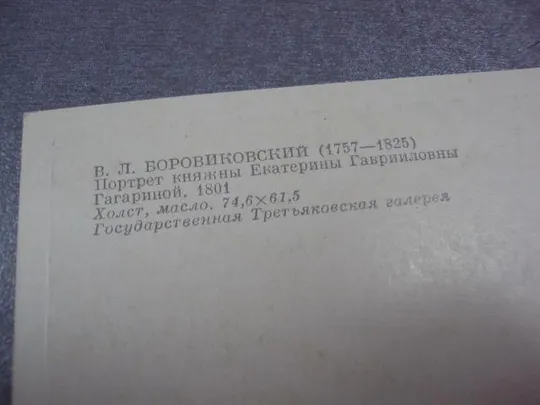 В. Л. БОРОВИКОВСКИЙ (1757—1825)
Портрет княжны Екатерины Гаврииловны
Гагариной. 1801
Холст, масло. 74,6×61,5
Государственная Третьяковская галерея